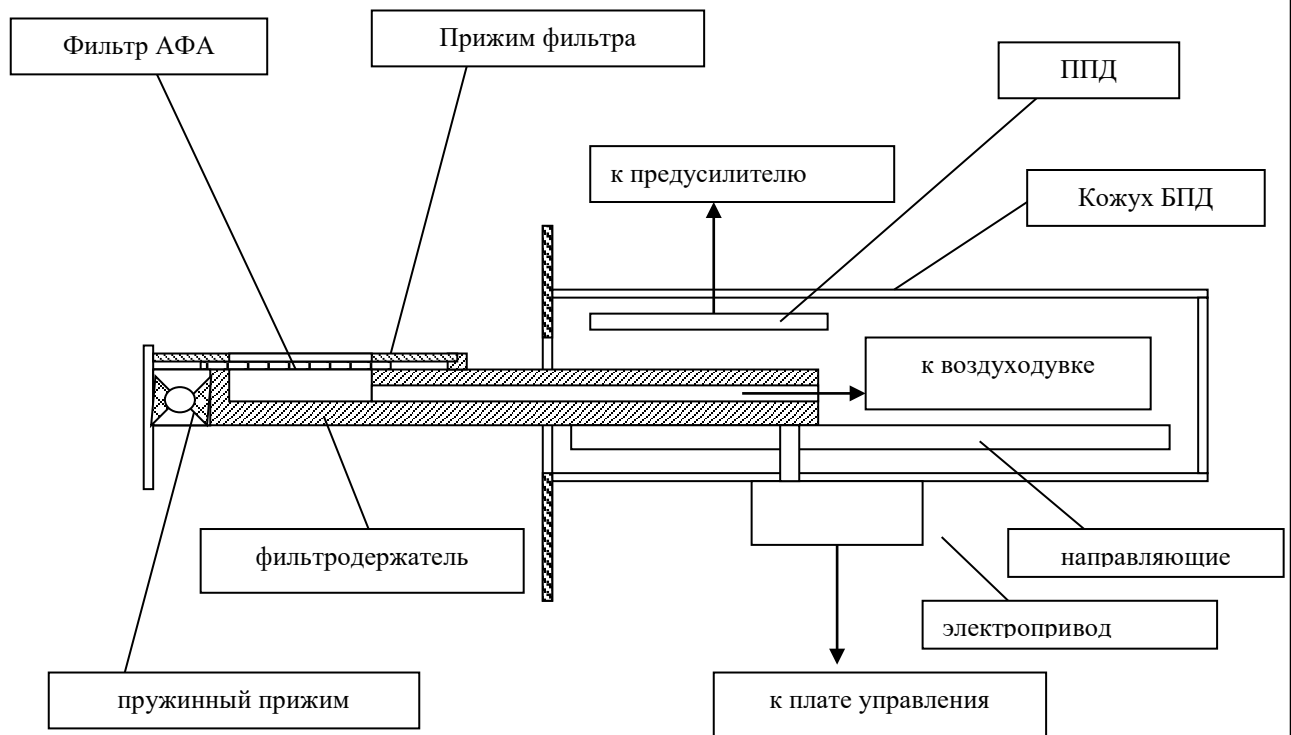 Фильтр АФА
Прижим фильтра
ППД
к предусилителю
Кожух БПД
к воздуходувке
фильтродержатель
направляющие
электропривод
пружинный прижим
к плате управления